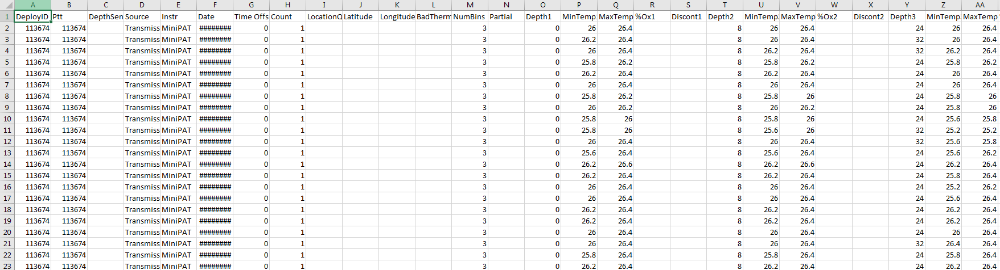 A B C D E F G H I J K L M N O P Q R S T U V W X Y Z AA
1 DeployID Ptt DepthSen Source Instr Date Time Offs Count LocationQ Latitude Longitude BadTherm NumBins Partial Depth1 MinTemp MaxTemp %Ox1 Discont1 Depth2 MinTemp MaxTemp %Ox2 Discont2 Depth3 MinTemp MaxTemp
2 113674 113674 Transmiss MiniPAT ######## 0 1 3 0 26 26.4 8 26 26.4 24 26 26.4
3 113674 113674 Transmiss MiniPAT ######## 0 1 3 0 26.2 26.4 8 26 26.4 32 26 26.4
4 113674 113674 Transmiss MiniPAT ######## 0 1 3 0 26 26.4 8 26.2 26.4 32 26.2 26.4
5 113674 113674 Transmiss MiniPAT ######## 0 1 3 0 25.8 26.2 8 25.8 26.2 24 25.8 26.2
6 113674 113674 Transmiss MiniPAT ######## 0 1 3 0 26.2 26.4 8 26.2 26.4 24 26 26.4
7 113674 113674 Transmiss MiniPAT ######## 0 1 3 0 26 26.4 8 26 26.4 24 26 26.4
8 113674 113674 Transmiss MiniPAT ######## 0 1 3 0 25.8 26.2 8 25.8 26 24 25.8 26
9 113674 113674 Transmiss MiniPAT ######## 0 1 3 0 26 26.2 8 26 26.2 24 25.8 26
10 113674 113674 Transmiss MiniPAT ######## 0 1 3 0 25.8 26 8 25.8 26 24 25.6 25.8
11 113674 113674 Transmiss MiniPAT ######## 0 1 3 0 25.8 26 8 25.6 26 32 25.2 25.2
12 113674 113674 Transmiss MiniPAT ######## 0 1 3 0 26 26.4 8 26 26.4 32 25.6 25.8
13 113674 113674 Transmiss MiniPAT ######## 0 1 3 0 25.6 26.4 8 25.6 26.4 24 25.6 26.2
14 113674 113674 Transmiss MiniPAT ######## 0 1 3 0 26.2 26.6 8 26.2 26.6 24 26.2 26.4
15 113674 113674 Transmiss MiniPAT ######## 0 1 3 0 26.2 26.4 8 26.2 26.4 24 25.8 26.4
16 113674 113674 Transmiss MiniPAT ######## 0 1 3 0 26 26.4 8 26 26.4 24 25.2 26.2
17 113674 113674 Transmiss MiniPAT ######## 0 1 3 0 26 26.4 8 26 26.4 24 25.6 26.4
18 113674 113674 Transmiss MiniPAT ######## 0 1 3 0 26.2 26.4 8 26.2 26.4 24 26.2 26.4
19 113674 113674 Transmiss MiniPAT ######## 0 1 3 0 26.2 26.4 8 26.2 26.4 24 26.2 26.4
20 113674 113674 Transmiss MiniPAT ######## 0 1 3 0 26 26.4 8 26 26.4 24 26 26.4
21 113674 113674 Transmiss MiniPAT ######## 0 1 3 0 26 26.4 8 26 26.4 32 26.4 26.4
22 113674 113674 Transmiss MiniPAT ######## 0 1 3 0 25.8 26.4 8 25.8 26.4 24 25.8 26.4
23 113674 113674 Transmiss MiniPAT ######## 0 1 3 0 26.2 26.4 8 26.2 26.4 24 26.2 26.4